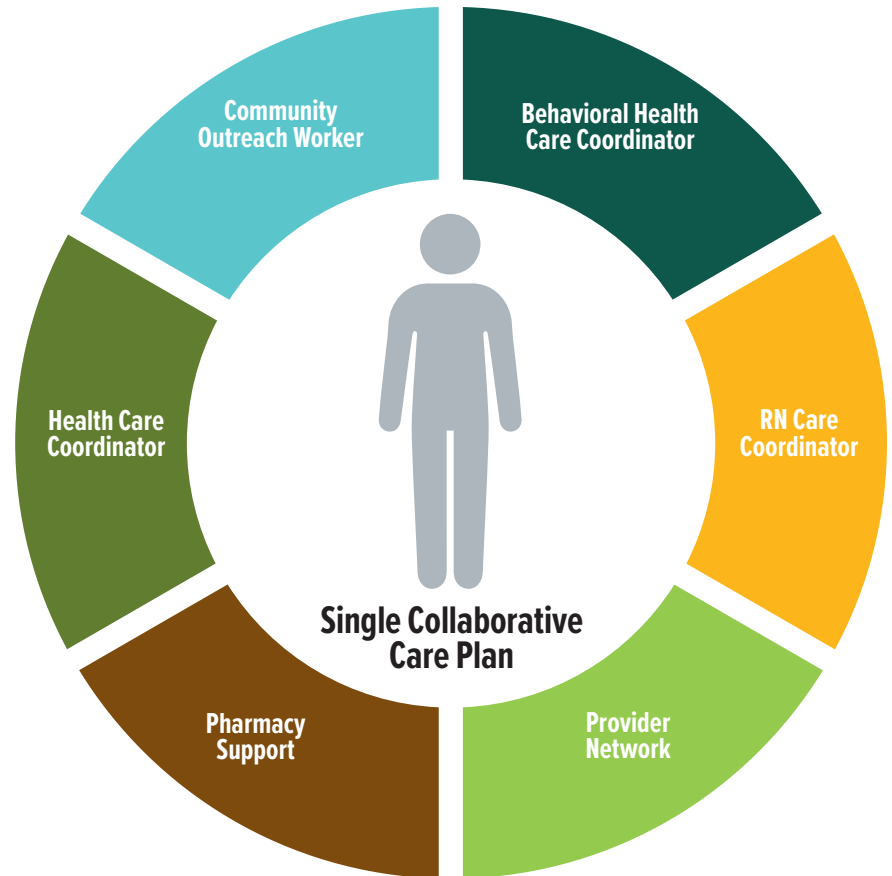 Community
Outreach Worker
Behavioral Health
Care Coordinator
Health Care
Coordinator
RN Care
Coordinator
Single Collaborative
Care Plan
Pharmacy
Support
Provider
Network